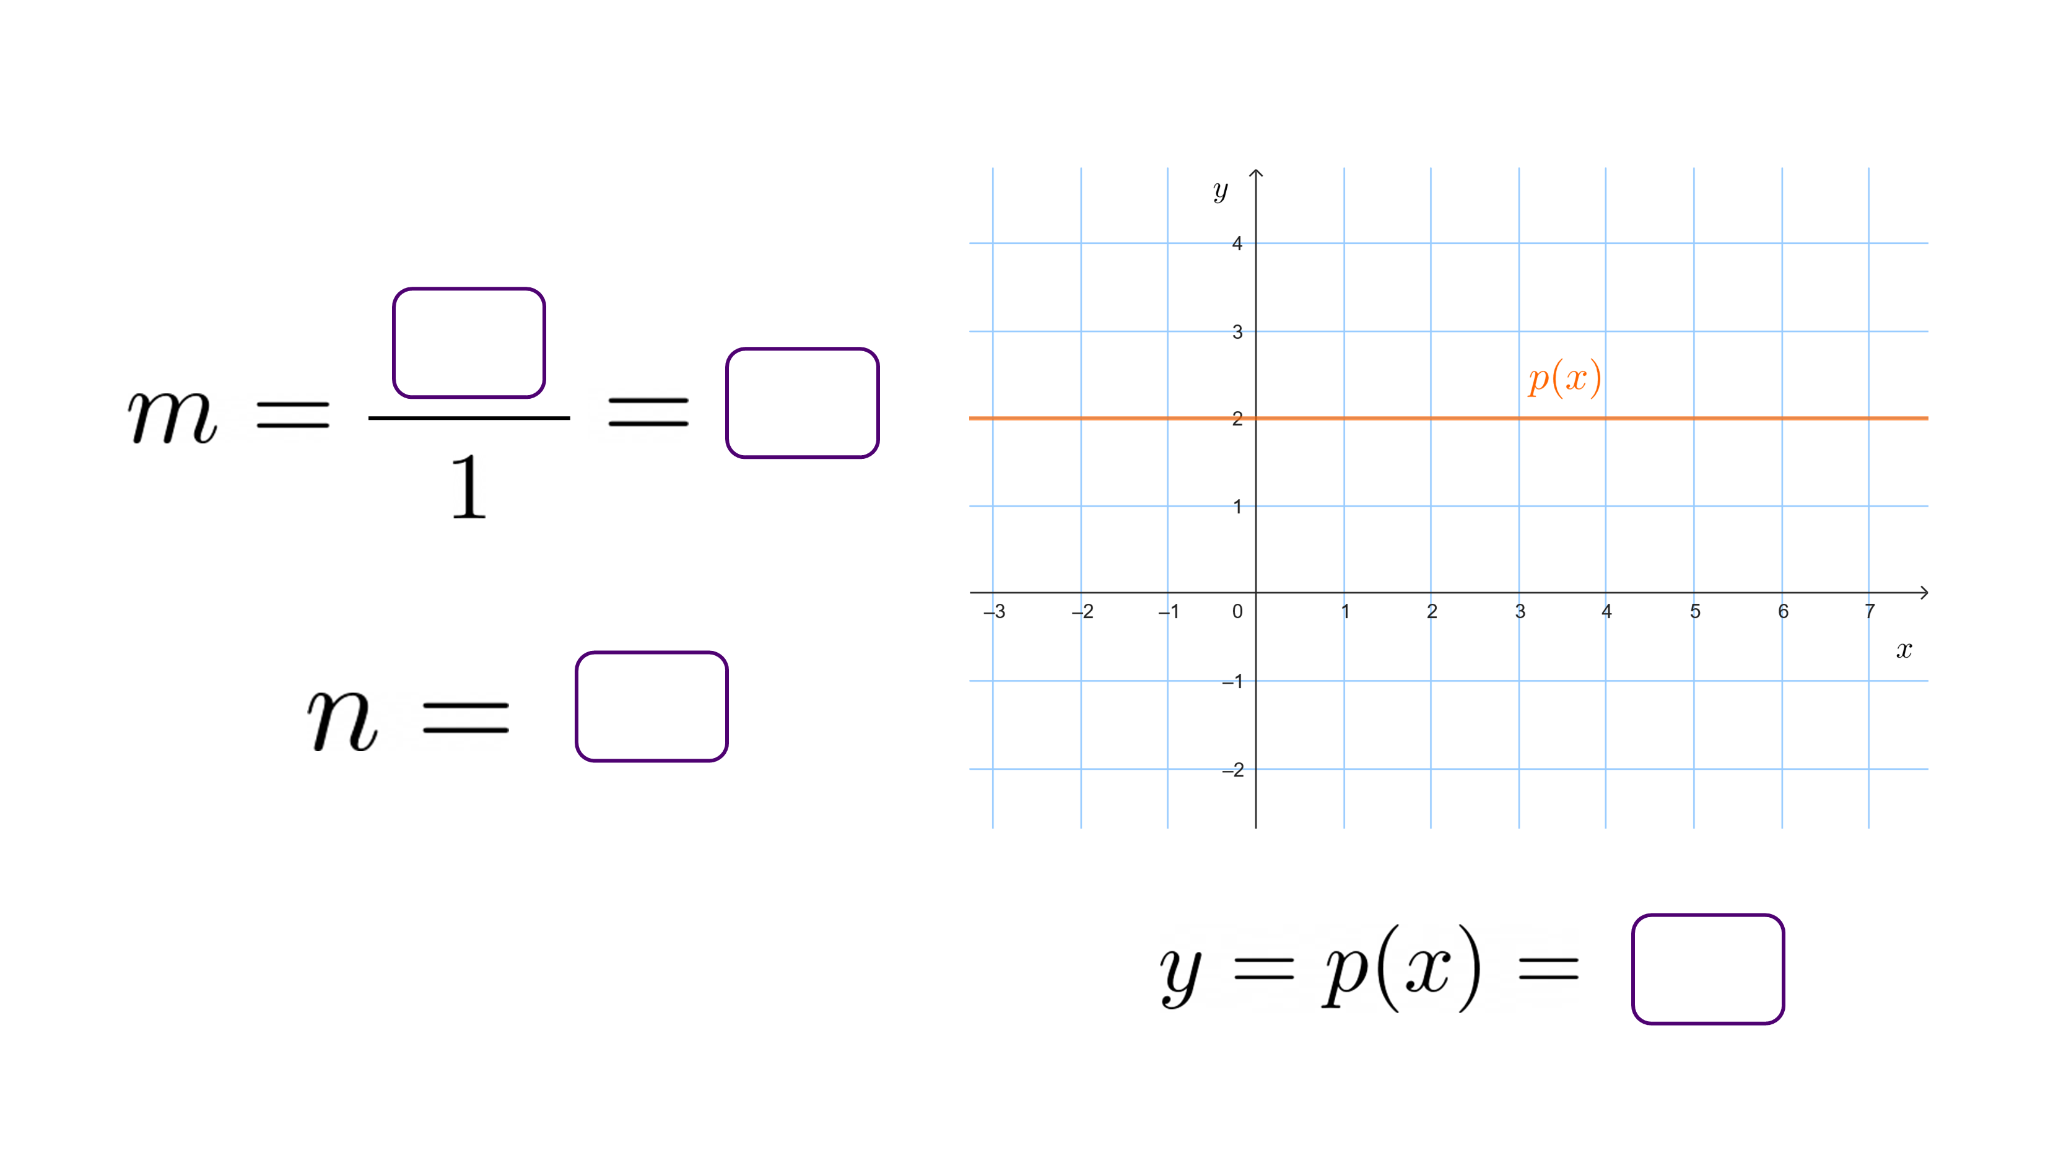 m = □/1 = □
n = □
y
4
3
p(x)
2
1
–3 –2 –1 0 1 2 3 4 5 6 7
x
–1
–2
y = p(x) = □